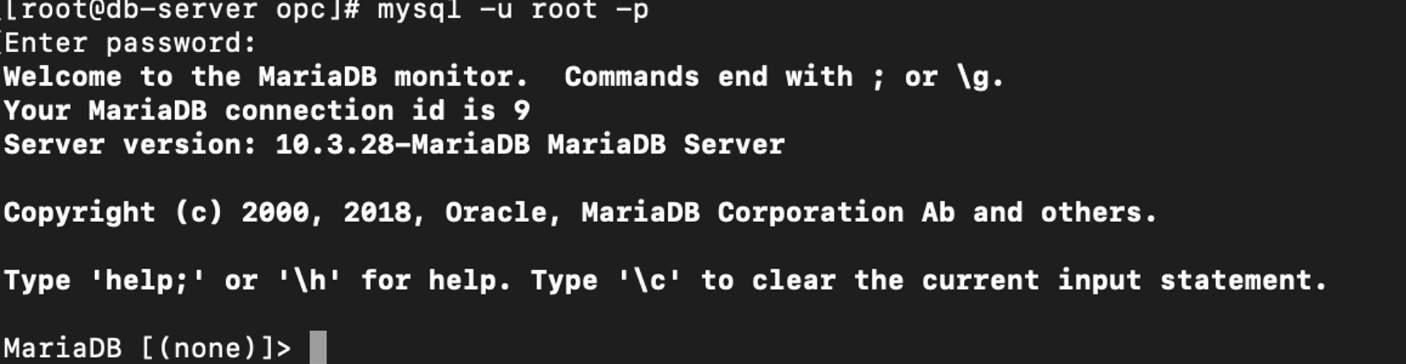 [root@db-server opc]# mysql -u root -p
Enter password:
Welcome to the MariaDB monitor.  Commands end with ; or \g.
Your MariaDB connection id is 9
Server version: 10.3.28-MariaDB MariaDB Server
Copyright (c) 2000, 2018, Oracle, MariaDB Corporation Ab and others.
Type 'help;' or '\h' for help. Type '\c' to clear the current input statement.
MariaDB [(none)]>